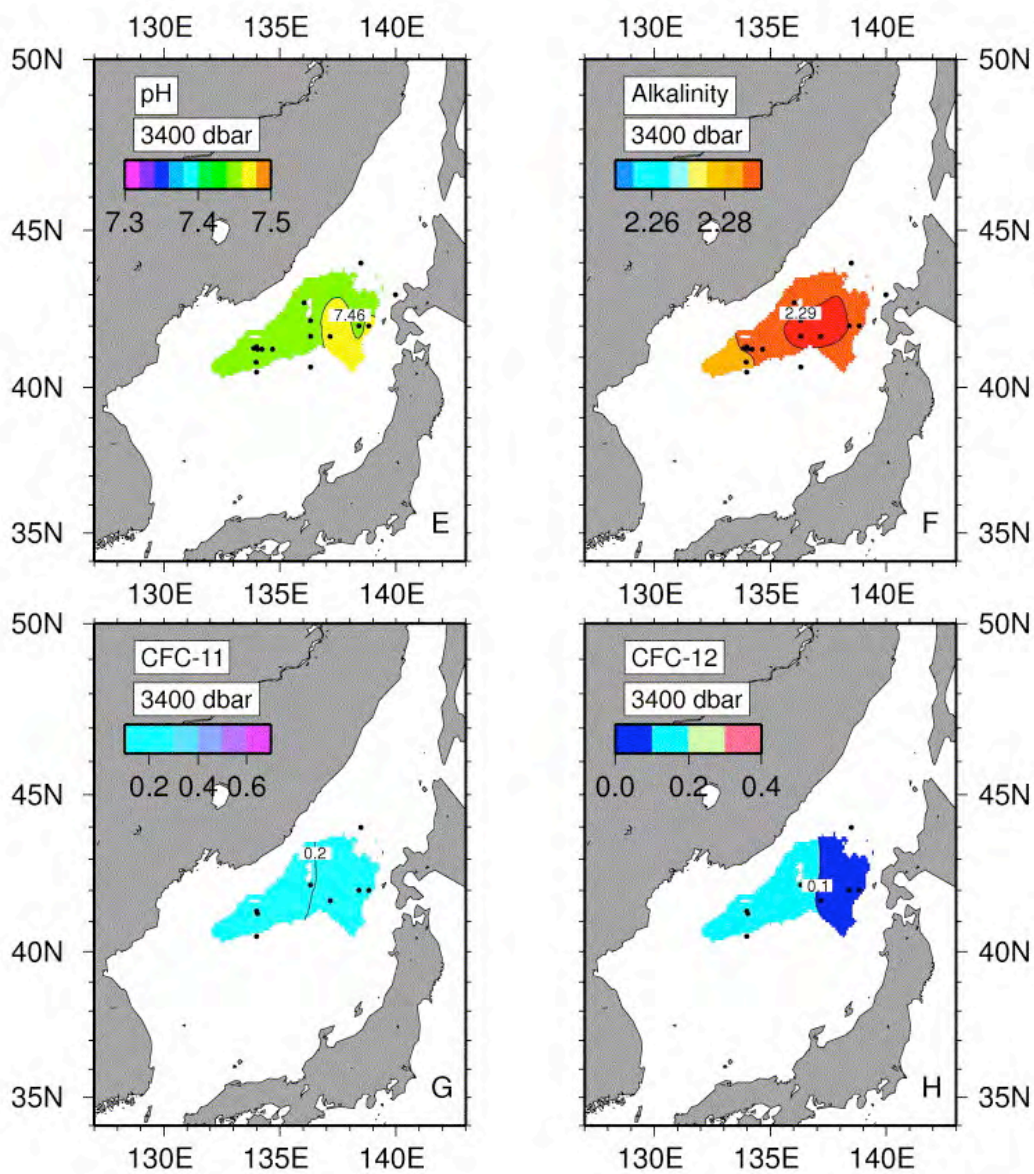 130E 135E 140E 130E 135E 140E
50N 50N
pH Alkalinity
3400 dbar 3400 dbar
7.3 7.4 7.5 2.26 2.28
45N 45N
7.46 2.29
40N 40N
35N E F 35N
130E 135E 140E 130E 135E 140E
50N 50N
CFC-11 CFC-12
3400 dbar 3400 dbar
0.2 0.4 0.6 0.0 0.2 0.4
45N 45N
0.2 0.1
40N 40N
35N G H 35N
130E 135E 140E 130E 135E 140E